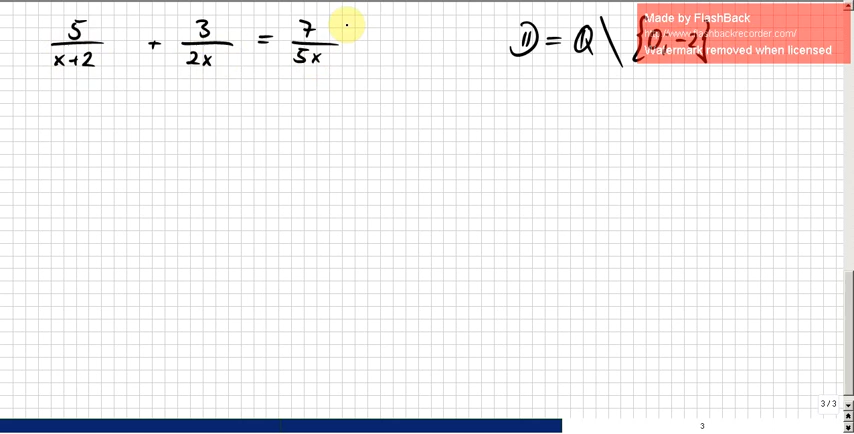 5/(x+2) + 3/(2x) = 7/(5x)
𝔻 = ℚ \ {0, -2}
Made by FlashBack
http://www.flashbackrecorder.com/
Watermark removed when licensed
3 / 3
3